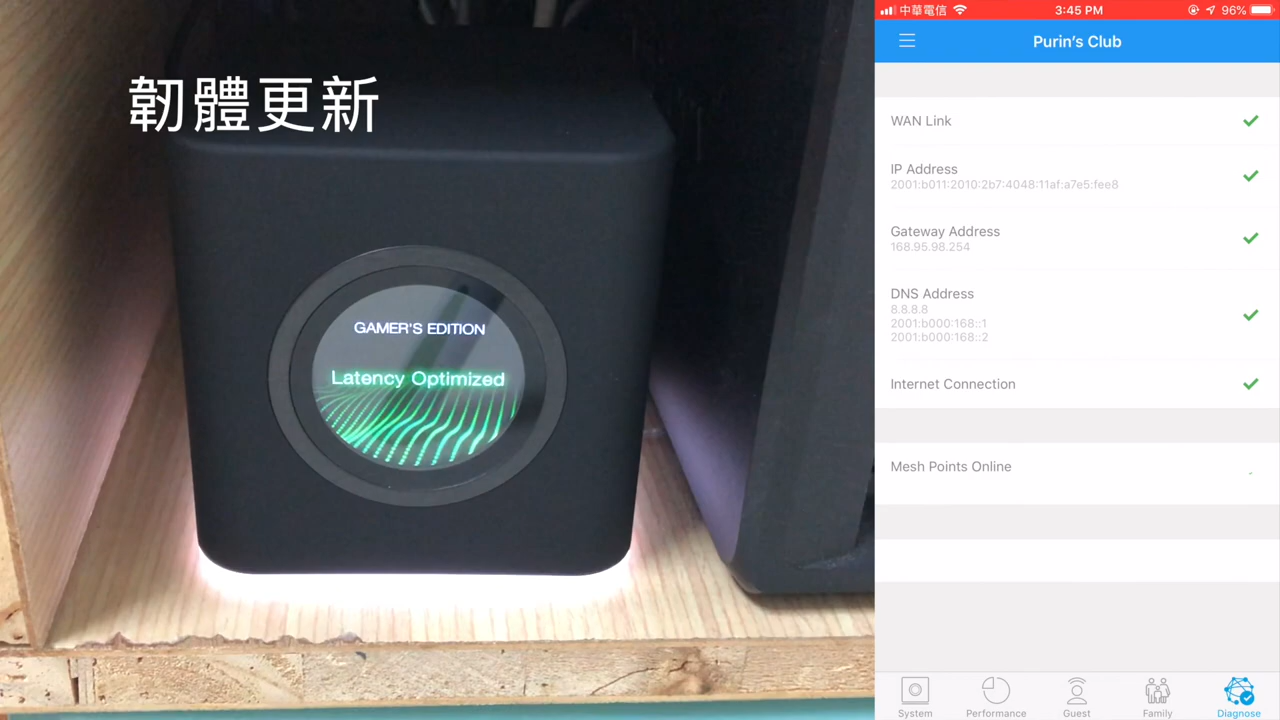 韌體更新
GAMER'S EDITION
Latency Optimized
中華電信
3:45 PM
96%
Purin's Club
WAN Link
IP Address
2001:b011:2010:2b7:4048:11af:a7e5:fee8
Gateway Address
168.95.98.254
DNS Address
8.8.8.8
2001:b000:168::1
2001:b000:168::2
Internet Connection
Mesh Points Online
System
Performance
Guest
Family
Diagnose